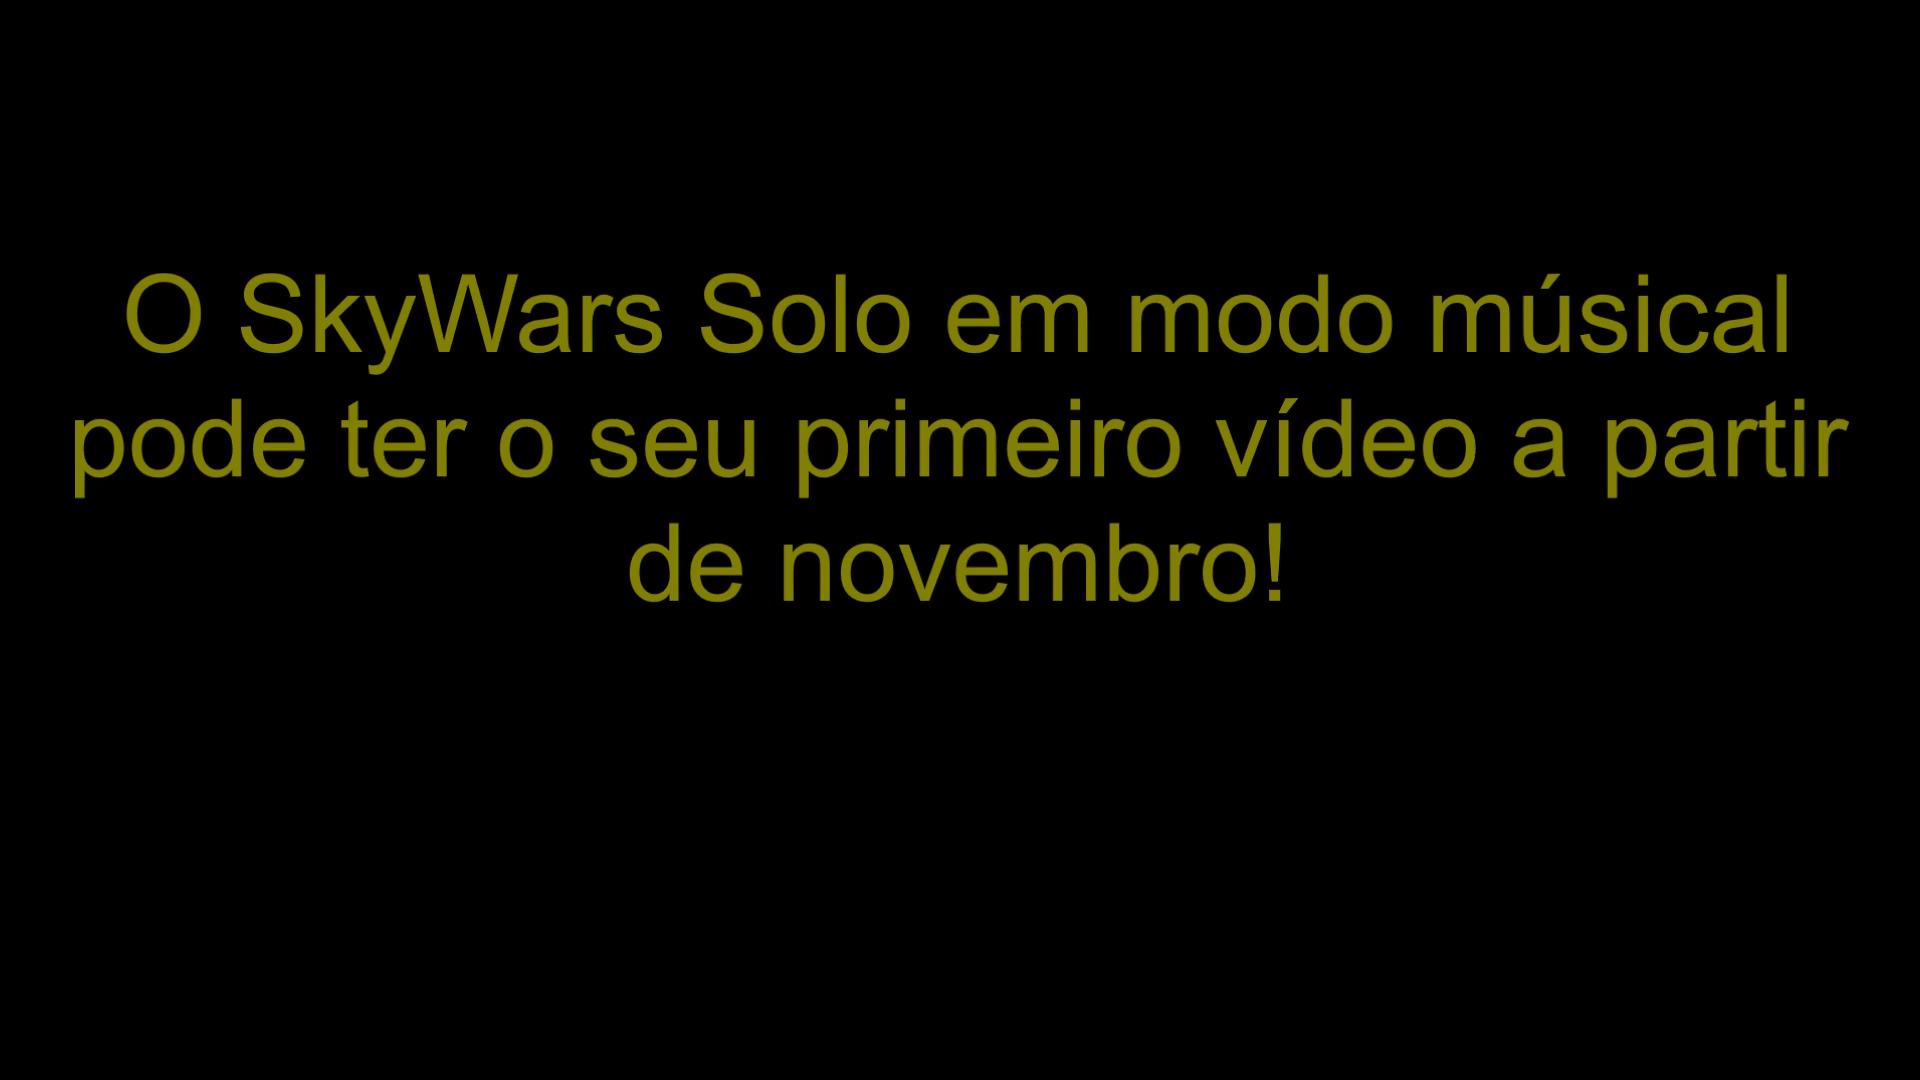 O SkyWars Solo em modo músical
pode ter o seu primeiro vídeo a partir
de novembro!